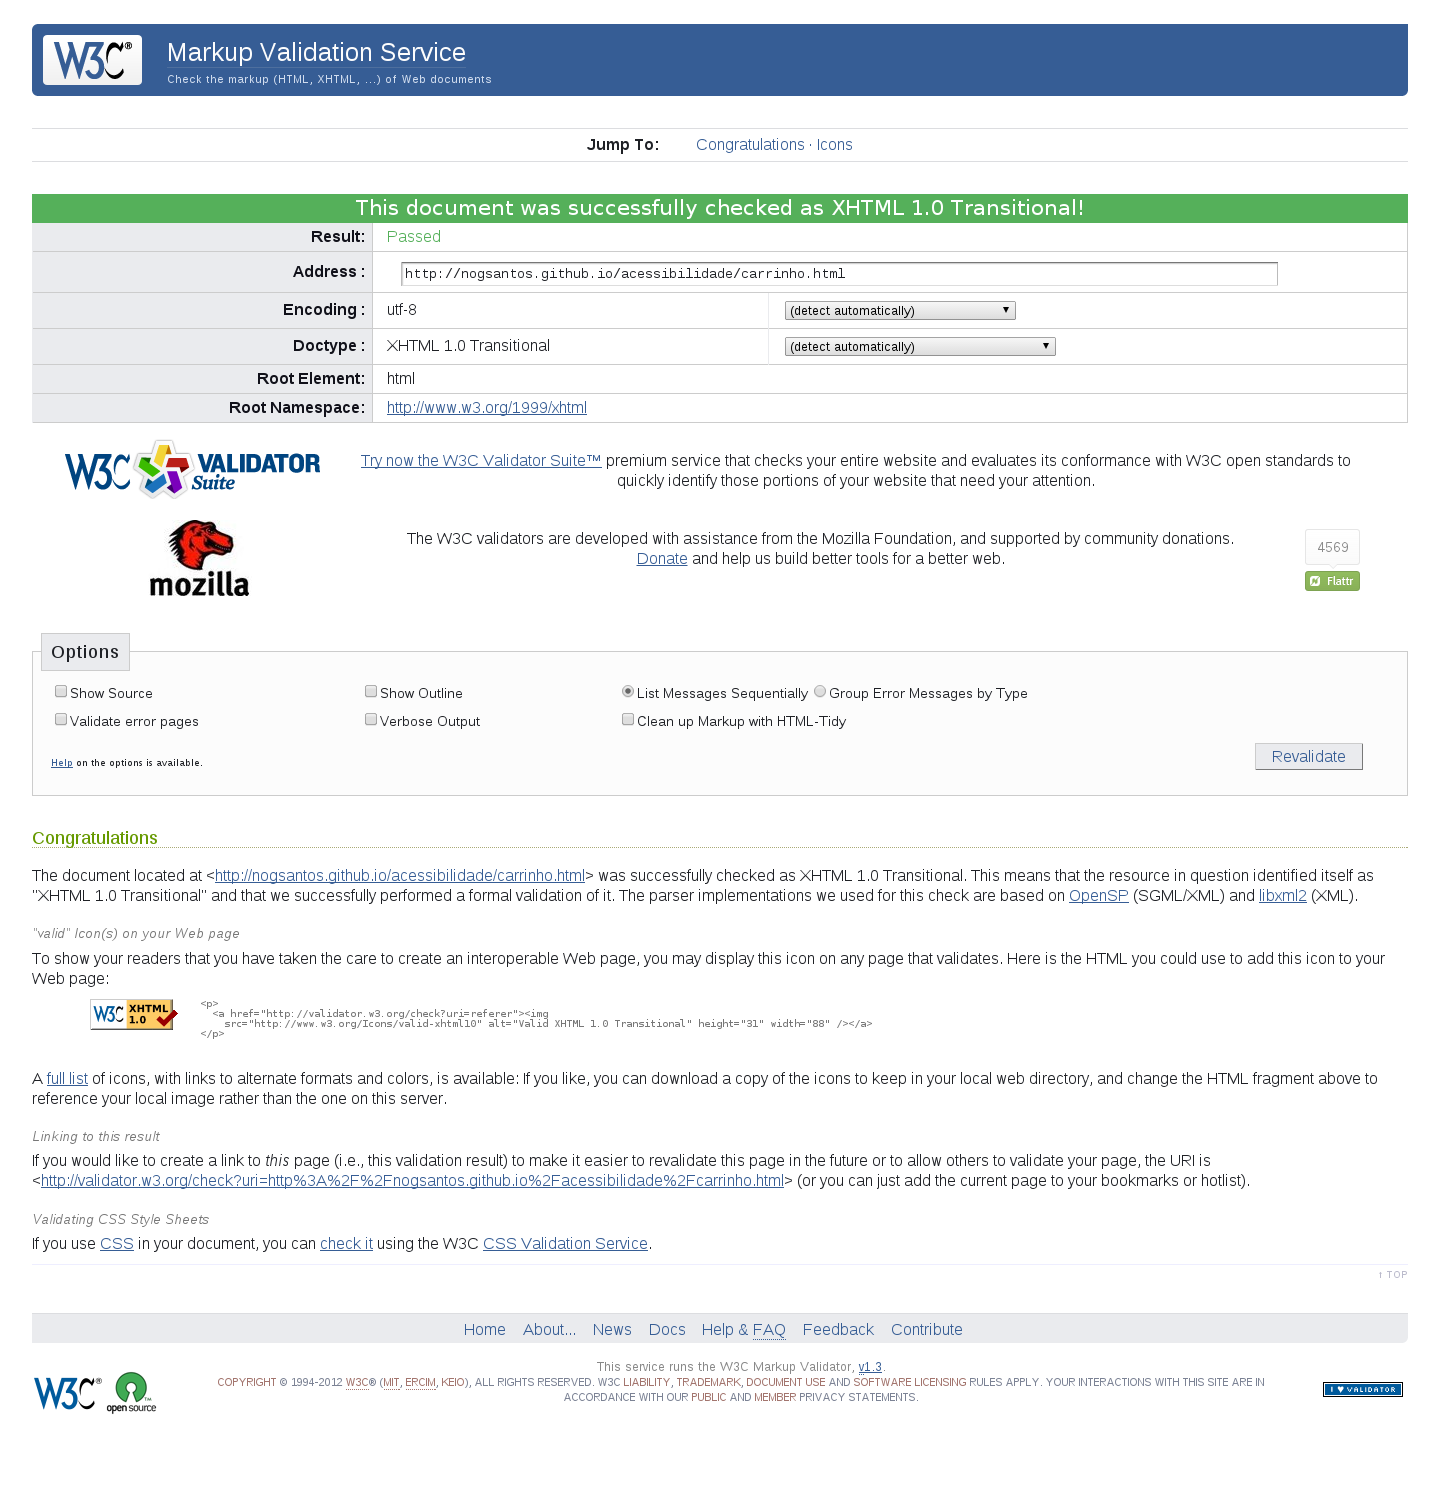 W3C®
Markup Validation Service
Check the markup (HTML, XHTML, ...) of Web documents
Jump To: Congratulations · Icons
This document was successfully checked as XHTML 1.0 Transitional!
Result: Passed
Address : http://nogsantos.github.io/acessibilidade/carrinho.html
Encoding : utf-8 (detect automatically)
Doctype : XHTML 1.0 Transitional (detect automatically)
Root Element: html
Root Namespace: http://www.w3.org/1999/xhtml
W3C VALIDATOR Suite
Try now the W3C Validator Suite™ premium service that checks your entire website and evaluates its conformance with W3C open standards to
quickly identify those portions of your website that need your attention.
mozilla
The W3C validators are developed with assistance from the Mozilla Foundation, and supported by community donations.
Donate and help us build better tools for a better web.
4569
Flattr
Options
Show Source Show Outline List Messages Sequentially Group Error Messages by Type
Validate error pages Verbose Output Clean up Markup with HTML-Tidy
Help on the options is available.
Revalidate
Congratulations
The document located at <http://nogsantos.github.io/acessibilidade/carrinho.html> was successfully checked as XHTML 1.0 Transitional. This means that the resource in question identified itself as
"XHTML 1.0 Transitional" and that we successfully performed a formal validation of it. The parser implementations we used for this check are based on OpenSP (SGML/XML) and libxml2 (XML).
"valid" Icon(s) on your Web page
To show your readers that you have taken the care to create an interoperable Web page, you may display this icon on any page that validates. Here is the HTML you could use to add this icon to your
Web page:
W3C XHTML 1.0
<p>
<a href="http://validator.w3.org/check?uri=referer"><img
src="http://www.w3.org/Icons/valid-xhtml10" alt="Valid XHTML 1.0 Transitional" height="31" width="88" /></a>
</p>
A full list of icons, with links to alternate formats and colors, is available: If you like, you can download a copy of the icons to keep in your local web directory, and change the HTML fragment above to
reference your local image rather than the one on this server.
Linking to this result
If you would like to create a link to this page (i.e., this validation result) to make it easier to revalidate this page in the future or to allow others to validate your page, the URI is
<http://validator.w3.org/check?uri=http%3A%2F%2Fnogsantos.github.io%2Facessibilidade%2Fcarrinho.html> (or you can just add the current page to your bookmarks or hotlist).
Validating CSS Style Sheets
If you use CSS in your document, you can check it using the W3C CSS Validation Service.
↑ TOP
Home About... News Docs Help & FAQ Feedback Contribute
W3C®
open source
TM
This service runs the W3C Markup Validator, v1.3.
COPYRIGHT © 1994-2012 W3C® (MIT, ERCIM, KEIO), ALL RIGHTS RESERVED. W3C LIABILITY, TRADEMARK, DOCUMENT USE AND SOFTWARE LICENSING RULES APPLY. YOUR INTERACTIONS WITH THIS SITE ARE IN
ACCORDANCE WITH OUR PUBLIC AND MEMBER PRIVACY STATEMENTS.
I ♥ VALIDATOR